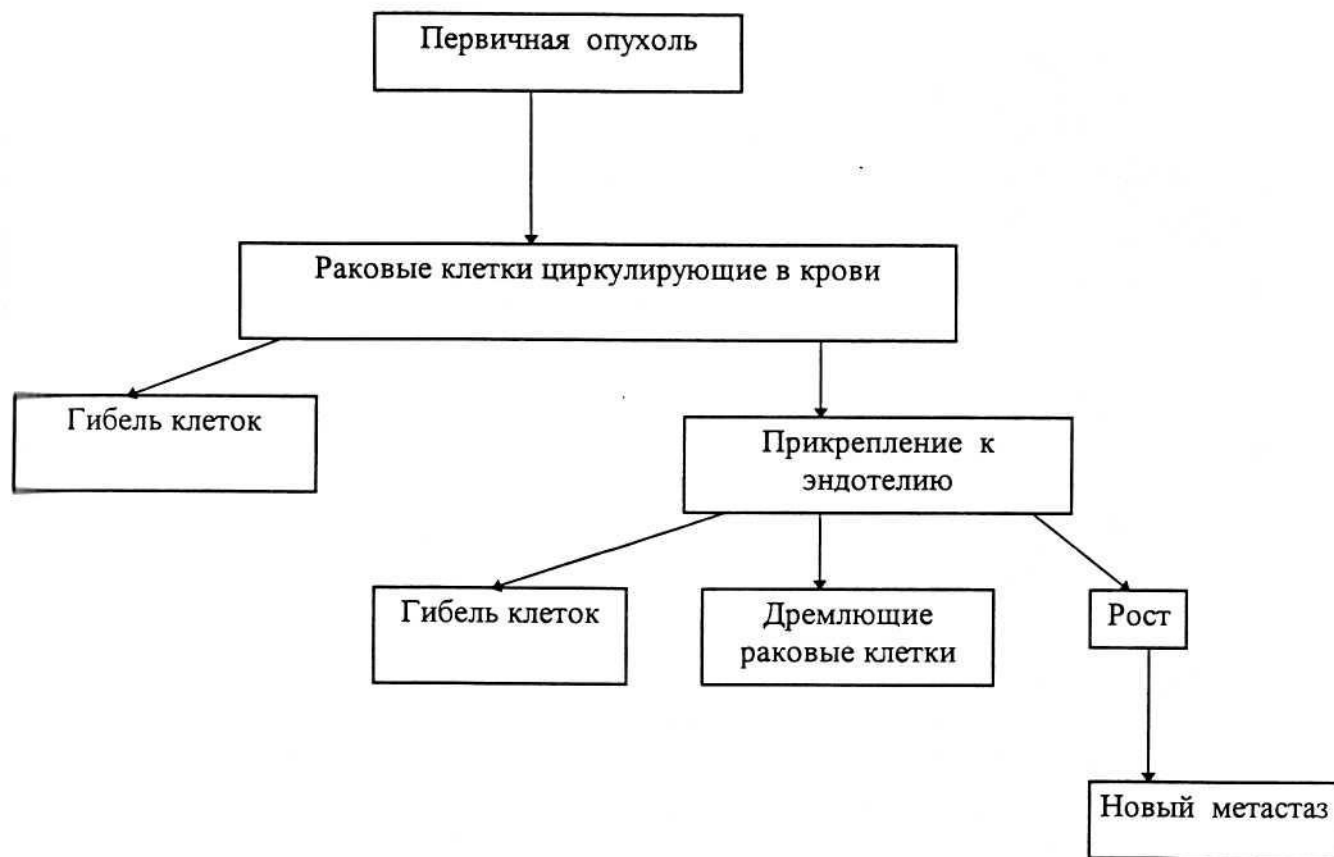 Первичная опухоль
Раковые клетки циркулирующие в крови
Гибель клеток
Прикрепление к
эндотелию
Гибель клеток
Дремлющие
раковые клетки
Рост
Новый метастаз